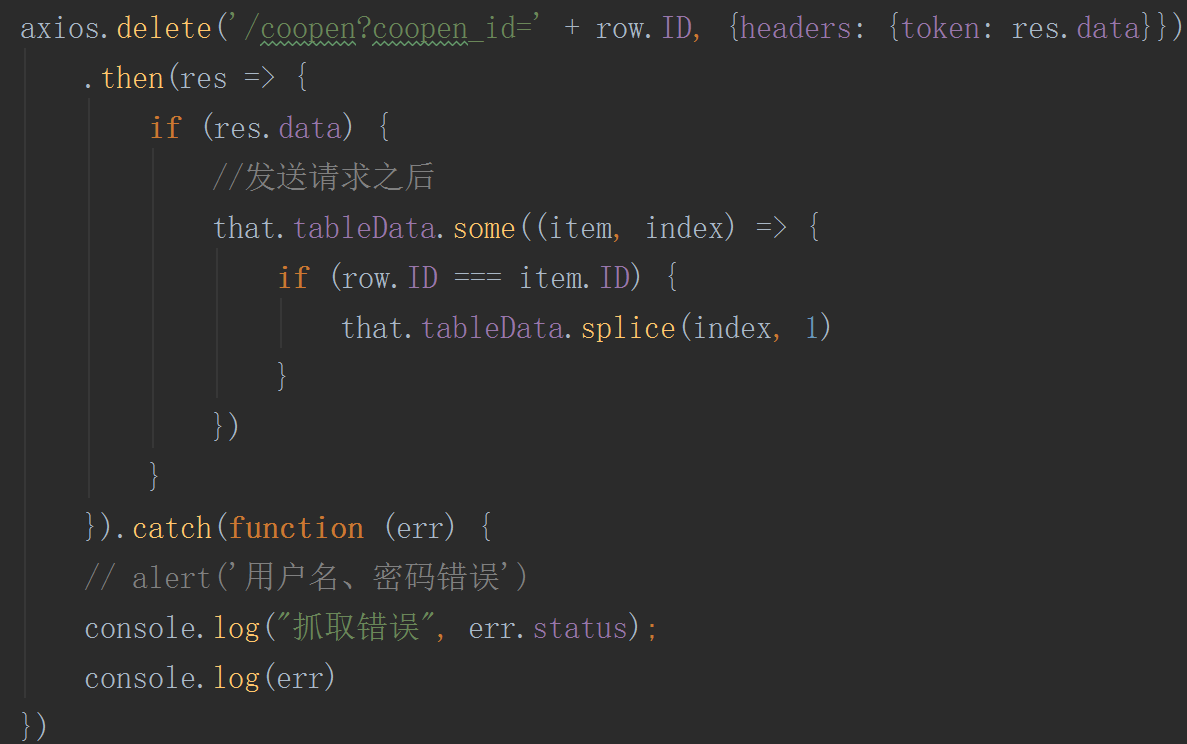 axios.delete('/coopen?coopen_id=' + row.ID, {headers: {token: res.data}})
.then(res => {
if (res.data) {
//发送请求之后
that.tableData.some((item, index) => {
if (row.ID === item.ID) {
that.tableData.splice(index, 1)
}
})
}
}).catch(function (err) {
// alert('用户名、密码错误')
console.log("抓取错误", err.status);
console.log(err)
})